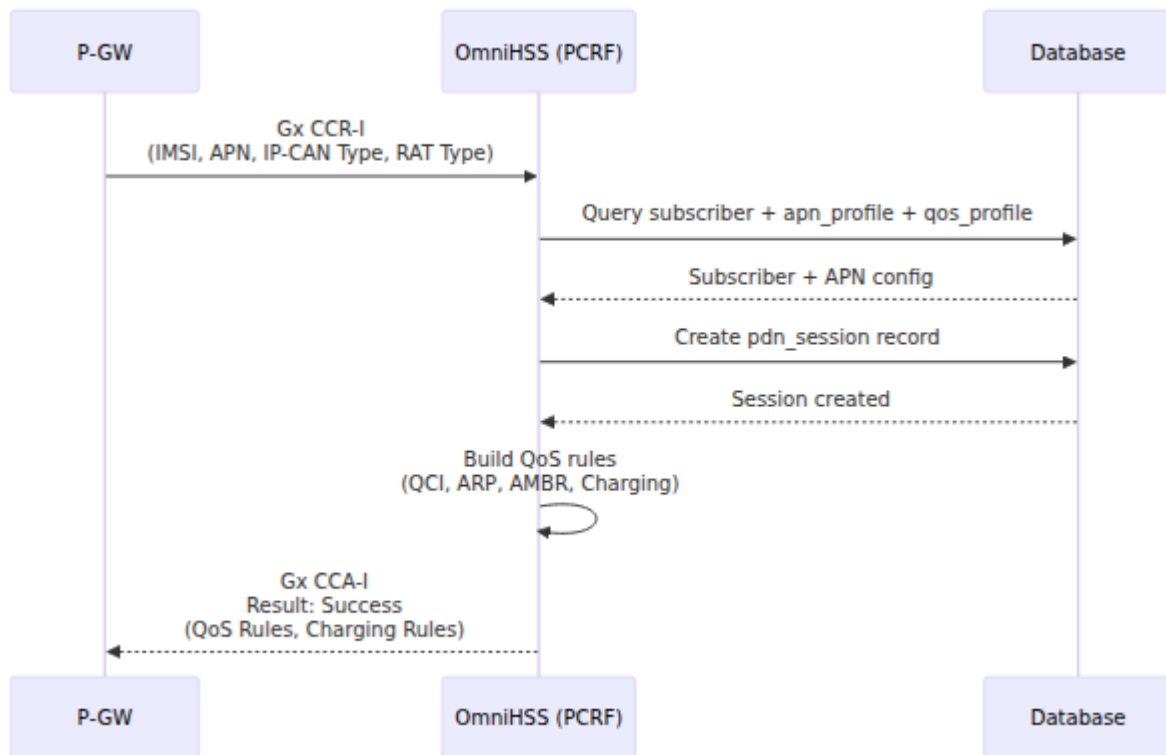 P-GW
OmniHSS (PCRF)
Database
Gx CCR-I
(IMSI, APN, IP-CAN Type, RAT Type)
Query subscriber + apn_profile + qos_profile
Subscriber + APN config
Create pdn_session record
Session created
Build QoS rules
(QCI, ARP, AMBR, Charging)
Gx CCA-I
Result: Success
(QoS Rules, Charging Rules)
P-GW
OmniHSS (PCRF)
Database